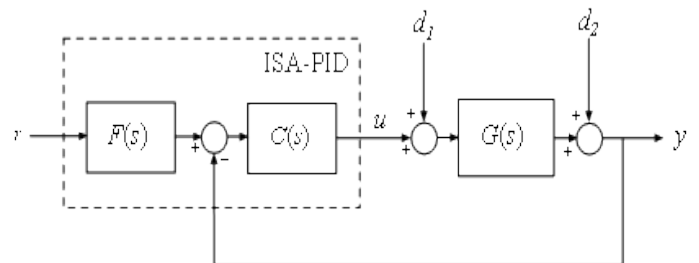 d₁
d₂
ISA-PID
r
F(s)
+
−
C(s)
u
+
+
G(s)
+
+
y